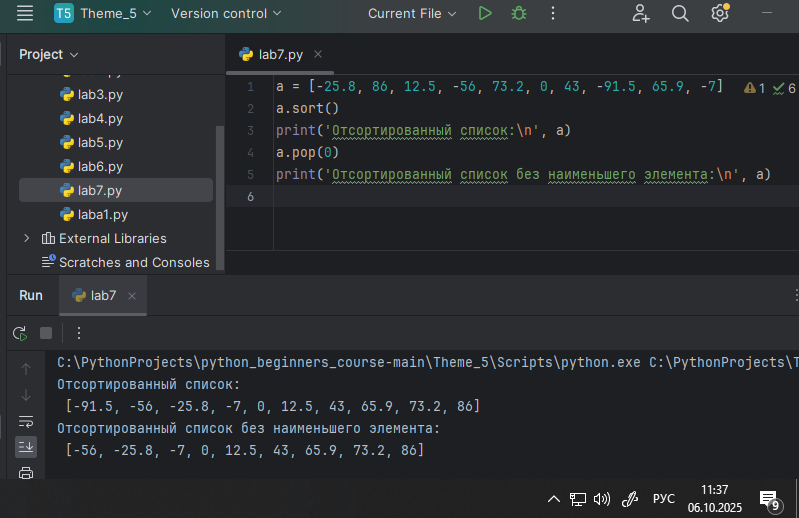 T5 Theme_5 Version control Current File
Project
lab7.py
lab3.py
lab4.py
lab5.py
lab6.py
lab7.py
laba1.py
External Libraries
Scratches and Consoles
1 a = [-25.8, 86, 12.5, -56, 73.2, 0, 43, -91.5, 65.9, -7] 1 6
2 a.sort()
3 print('Отсортированный список:\n', a)
4 a.pop(0)
5 print('Отсортированный список без наименьшего элемента:\n', a)
6
Run lab7
C:\PythonProjects\python_beginners_course-main\Theme_5\Scripts\python.exe C:\PythonProjects\T
Отсортированный список:
[-91.5, -56, -25.8, -7, 0, 12.5, 43, 65.9, 73.2, 86]
Отсортированный список без наименьшего элемента:
[-56, -25.8, -7, 0, 12.5, 43, 65.9, 73.2, 86]
РУС
11:37
06.10.2025
9